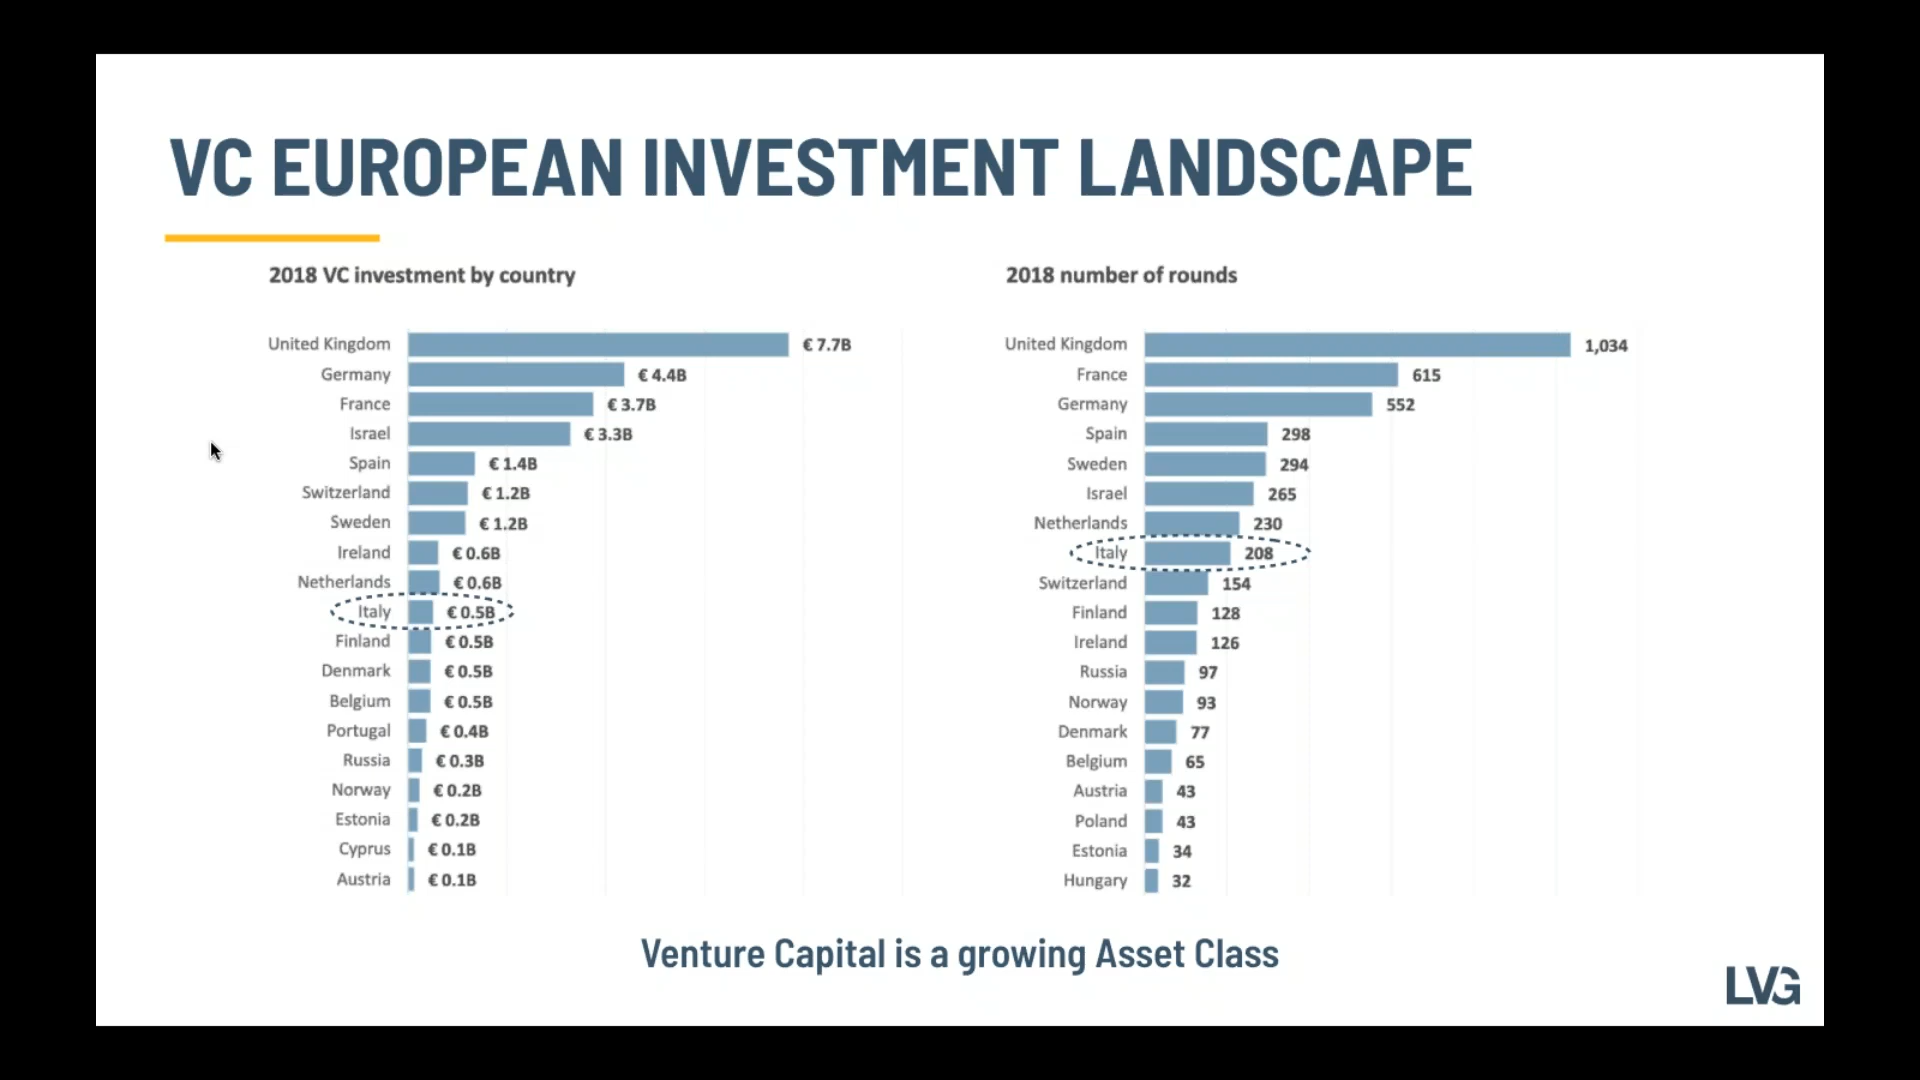 VC EUROPEAN INVESTMENT LANDSCAPE
2018 VC investment by country
United Kingdom € 7.7B
Germany € 4.4B
France € 3.7B
Israel € 3.3B
Spain € 1.4B
Switzerland € 1.2B
Sweden € 1.2B
Ireland € 0.6B
Netherlands € 0.6B
Italy € 0.5B
Finland € 0.5B
Denmark € 0.5B
Belgium € 0.5B
Portugal € 0.4B
Russia € 0.3B
Norway € 0.2B
Estonia € 0.2B
Cyprus € 0.1B
Austria € 0.1B
2018 number of rounds
United Kingdom 1,034
France 615
Germany 552
Spain 298
Sweden 294
Israel 265
Netherlands 230
Italy 208
Switzerland 154
Finland 128
Ireland 126
Russia 97
Norway 93
Denmark 77
Belgium 65
Austria 43
Poland 43
Estonia 34
Hungary 32
Venture Capital is a growing Asset Class
LVG